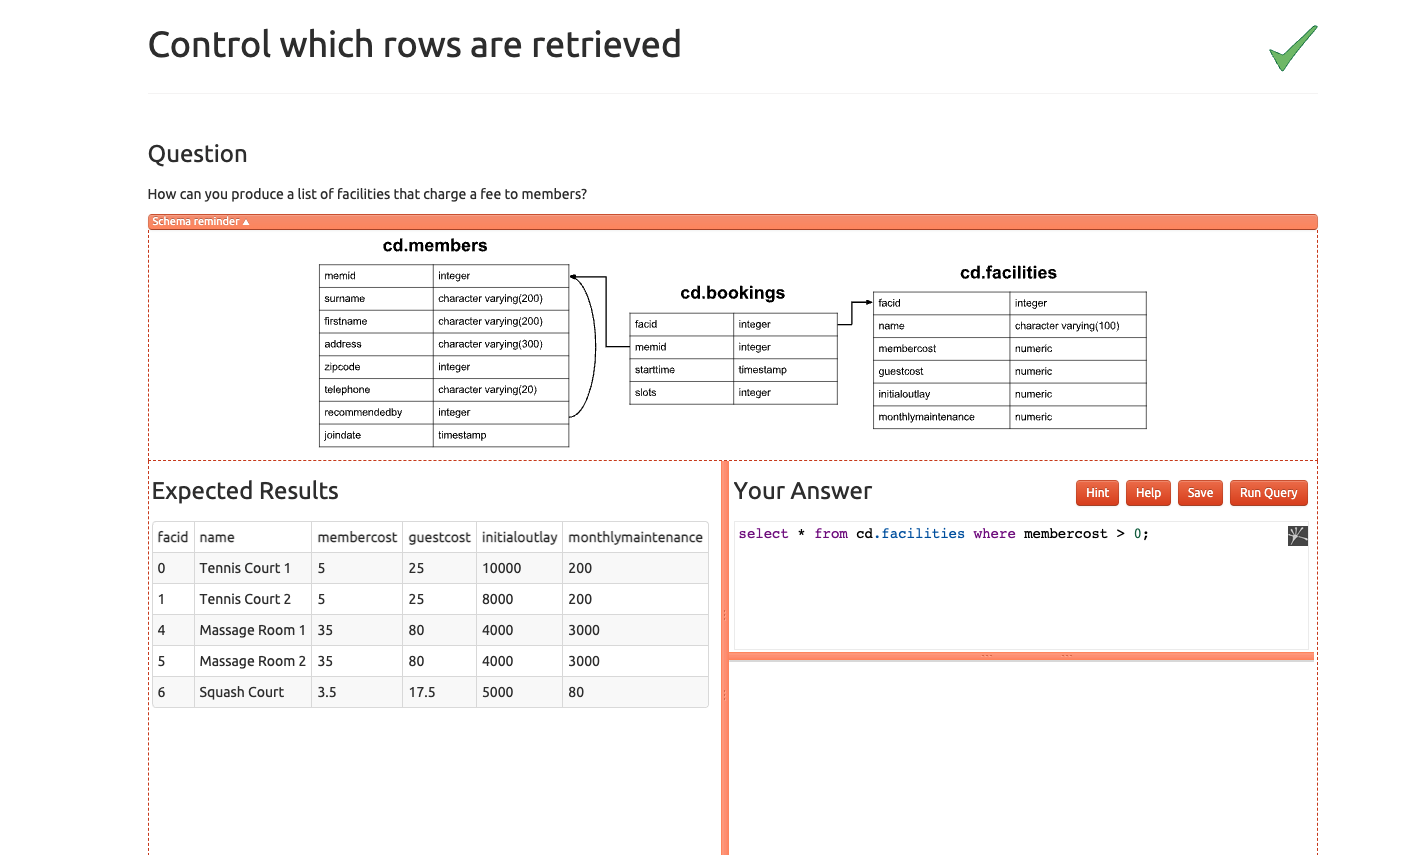 Control which rows are retrieved
Question
How can you produce a list of facilities that charge a fee to members?
Schema reminder
cd.members
memid integer
surname character varying(200)
firstname character varying(200)
address character varying(300)
zipcode integer
telephone character varying(20)
recommendedby integer
joindate timestamp
cd.bookings
facid integer
memid integer
starttime timestamp
slots integer
cd.facilities
facid integer
name character varying(100)
membercost numeric
guestcost numeric
initialoutlay numeric
monthlymaintenance numeric
Expected Results
facid name membercost guestcost initialoutlay monthlymaintenance
0 Tennis Court 1 5 25 10000 200
1 Tennis Court 2 5 25 8000 200
4 Massage Room 1 35 80 4000 3000
5 Massage Room 2 35 80 4000 3000
6 Squash Court 3.5 17.5 5000 80
Your Answer
Hint Help Save Run Query
select * from cd.facilities where membercost > 0;